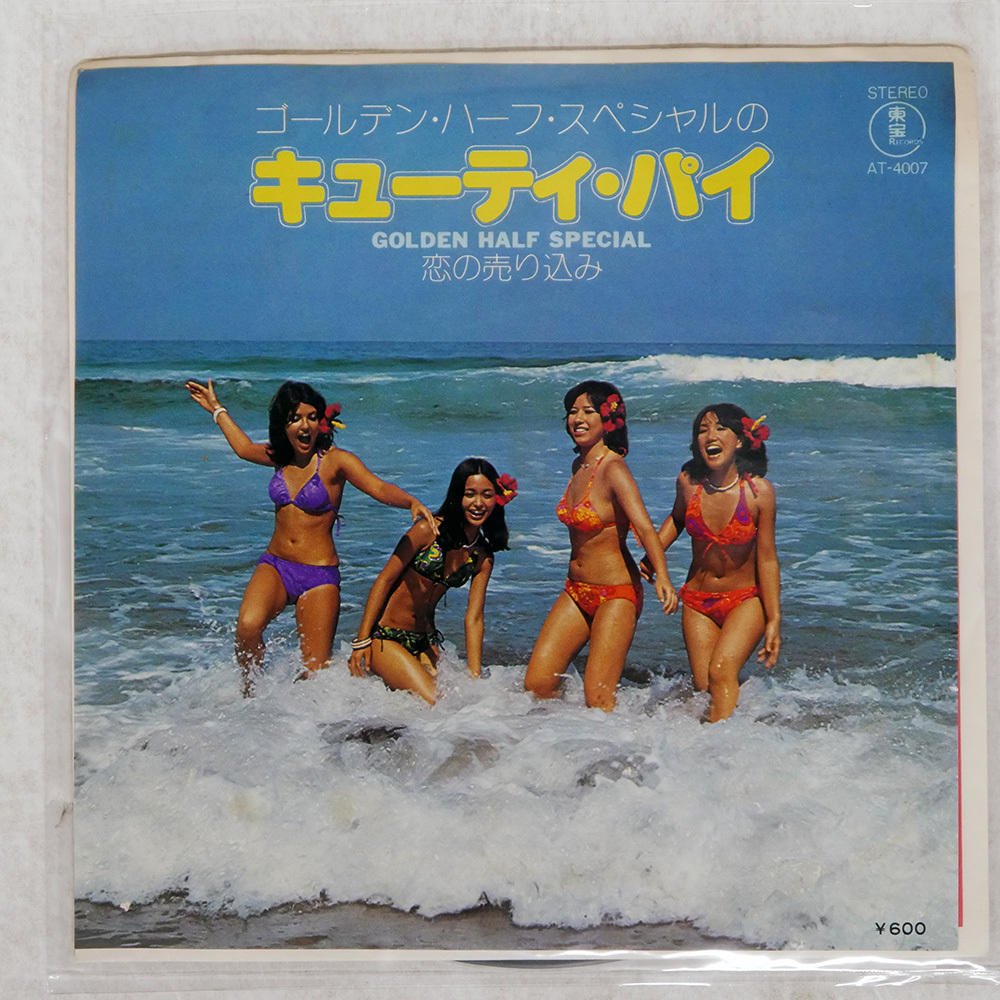 ゴールデン・ハーフ・スペシャルの
キューティ・パイ
GOLDEN HALF SPECIAL
恋の売り込み
STEREO
東宝
RECORDS
AT-4007
¥600